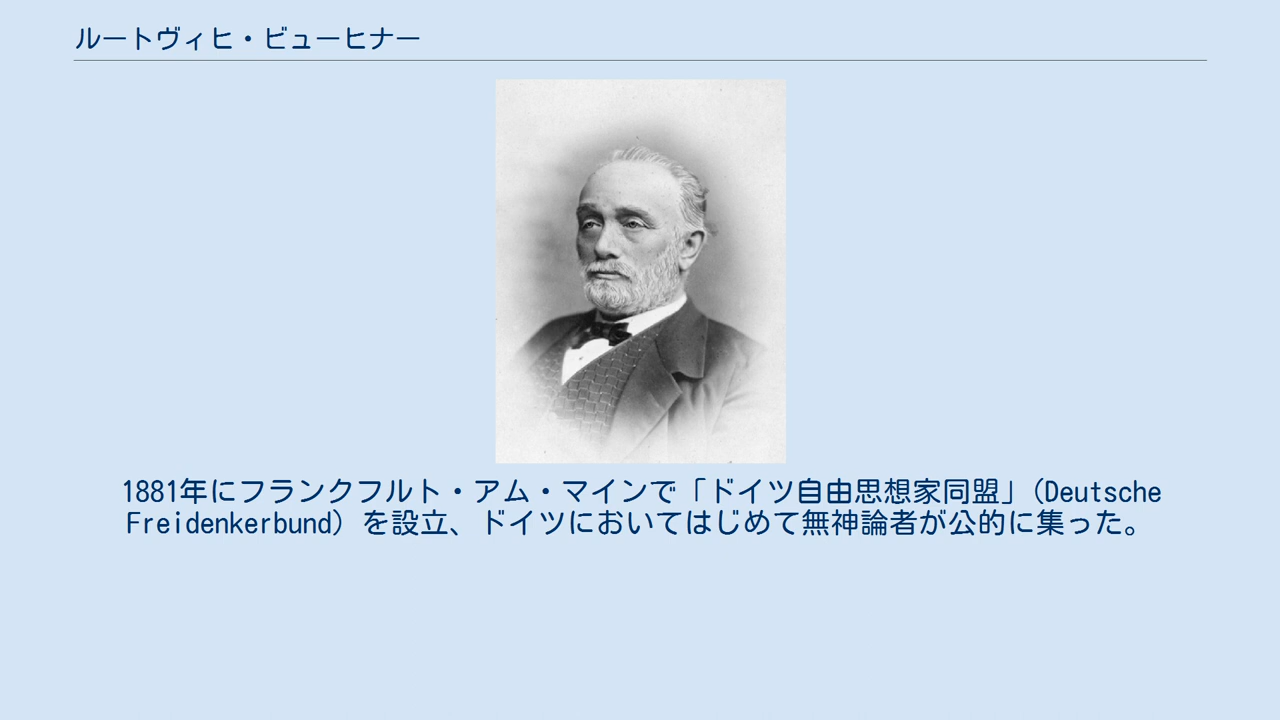 ルートヴィヒ・ビューヒナー
1881年にフランクフルト・アム・マインで「ドイツ自由思想家同盟」（Deutsche
Freidenkerbund）を設立、ドイツにおいてはじめて無神論者が公的に集った。